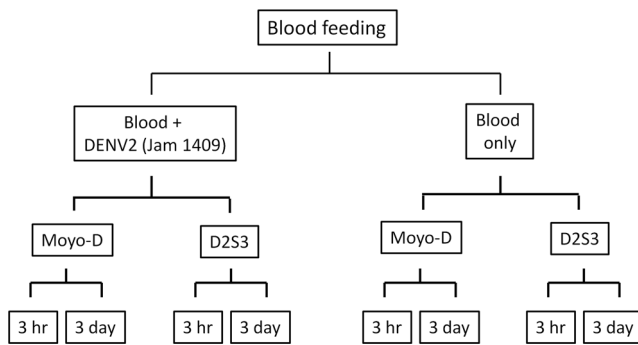 Blood feeding
Blood +
DENV2 (Jam 1409)
Blood
only
Moyo-D
D2S3
Moyo-D
D2S3
3 hr
3 day
3 hr
3 day
3 hr
3 day
3 hr
3 day